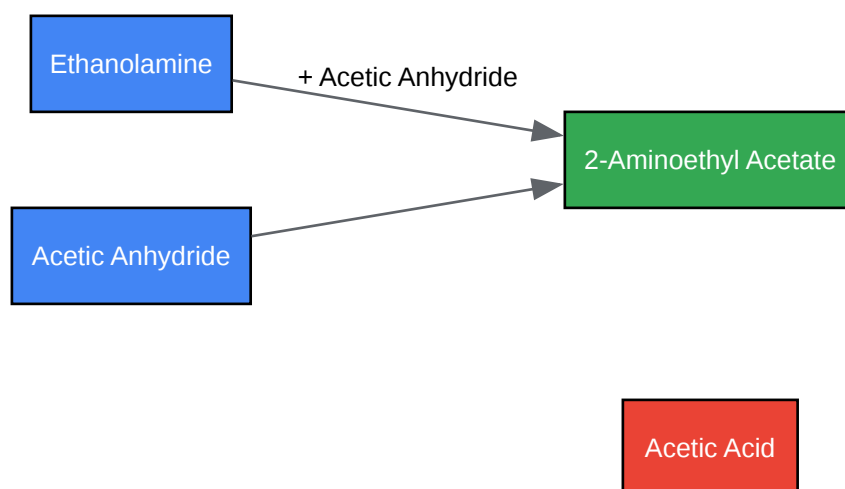 Ethanolamine
+ Acetic Anhydride
2-Aminoethyl Acetate
Acetic Anhydride
Acetic Acid